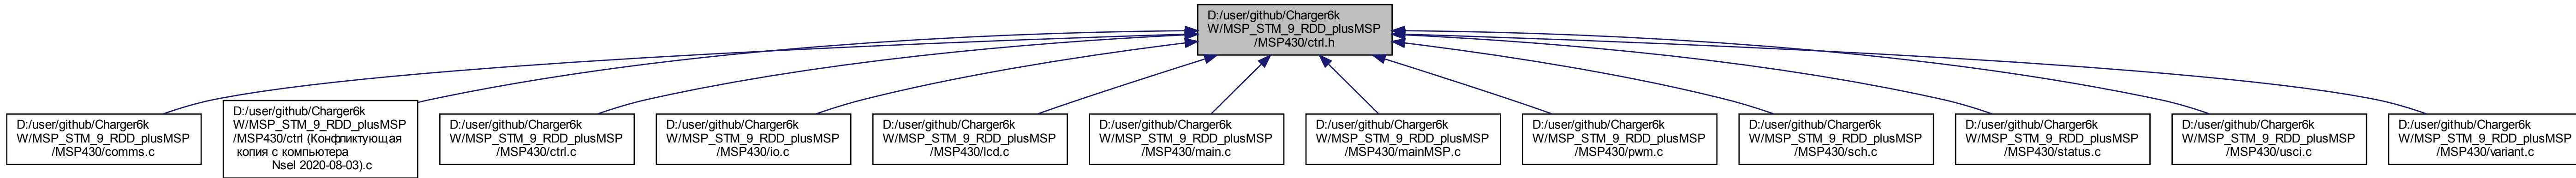 D:/user/github/Charger6k
W/MSP_STM_9_RDD_plusMSP
/MSP430/ctrl.h
D:/user/github/Charger6k
W/MSP_STM_9_RDD_plusMSP
/MSP430/comms.c
D:/user/github/Charger6k
W/MSP_STM_9_RDD_plusMSP
/MSP430/ctrl (Конфликтующая
копия с компьютера
Nsel 2020-08-03).c
D:/user/github/Charger6k
W/MSP_STM_9_RDD_plusMSP
/MSP430/ctrl.c
D:/user/github/Charger6k
W/MSP_STM_9_RDD_plusMSP
/MSP430/io.c
D:/user/github/Charger6k
W/MSP_STM_9_RDD_plusMSP
/MSP430/lcd.c
D:/user/github/Charger6k
W/MSP_STM_9_RDD_plusMSP
/MSP430/main.c
D:/user/github/Charger6k
W/MSP_STM_9_RDD_plusMSP
/MSP430/mainMSP.c
D:/user/github/Charger6k
W/MSP_STM_9_RDD_plusMSP
/MSP430/pwm.c
D:/user/github/Charger6k
W/MSP_STM_9_RDD_plusMSP
/MSP430/sch.c
D:/user/github/Charger6k
W/MSP_STM_9_RDD_plusMSP
/MSP430/status.c
D:/user/github/Charger6k
W/MSP_STM_9_RDD_plusMSP
/MSP430/usci.c
D:/user/github/Charger6k
W/MSP_STM_9_RDD_plusMSP
/MSP430/variant.c